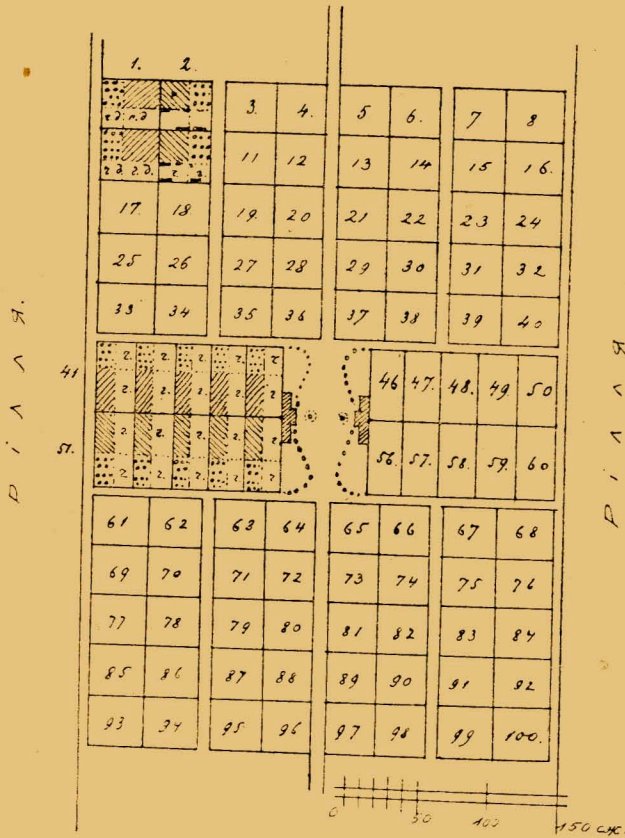 1. 2.
3. 4. 5 6. 7 8
г.д. г.д.
11 12 13 14 15 16.
г.д. г.д. г. г.
17. 18 19. 20 21 22 23 24
25 26 27 28 29 30 31 32
33 34 35 36 37 38 39 40
Рілля.
Рілля
41
г. г. г. г. г.
г. г. г. г. г.
46 47. 48. 49. 50
51.
г. г. г. г. г.
г. г. г. г. г.
56. 57. 58. 59. 60
61 62 63 64 65 66 67 68
69 70 71 72 73 74 75 76
77 78 79 80 81 82 83 84
85 86 87 88 89 90 91 92
93 94 95 96 97 98 99 100.
0 50 100 150 саж.